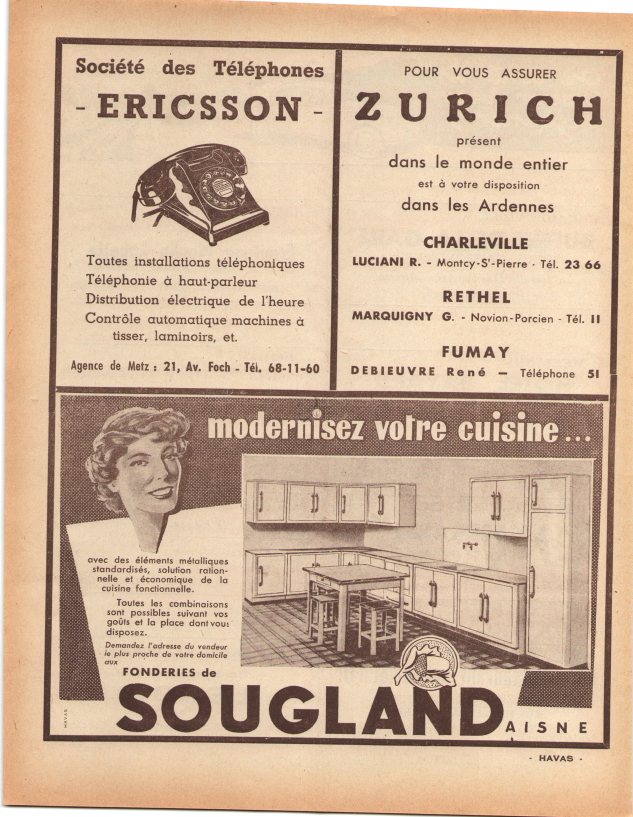 Société des Téléphones
- ERICSSON -
Toutes installations téléphoniques
Téléphonie à haut-parleur
Distribution électrique de l'heure
Contrôle automatique machines à
tisser, laminoirs, et.
Agence de Metz : 21, Av. Foch - Tél. 68-11-60
POUR VOUS ASSURER
ZURICH
présent
dans le monde entier
est à votre disposition
dans les Ardennes
CHARLEVILLE
LUCIANI R. - Montcy-St-Pierre - Tél. 23 66
RETHEL
MARQUIGNY G. - Novion-Porcien - Tél. 11
FUMAY
DEBIEUVRE René — Téléphone 51
modernisez votre cuisine...
avec des éléments métalliques
standardisés, solution ration-
nelle et économique de la
cuisine fonctionnelle.
Toutes les combinaisons
sont possibles suivant vos
goûts et la place dont vous
disposez.
Demandez l'adresse du vendeur
le plus proche de votre domicile
aux
FONDERIES de
SOUGLAND
AISNE
HAVAS
- HAVAS -